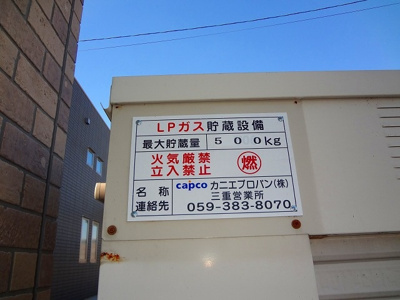 LPガス貯蔵設備
最大貯蔵量 500kg
火気厳禁
立入禁止
燃
名称 capco カニエプロパン(株)
三重営業所
連絡先 059-383-8070